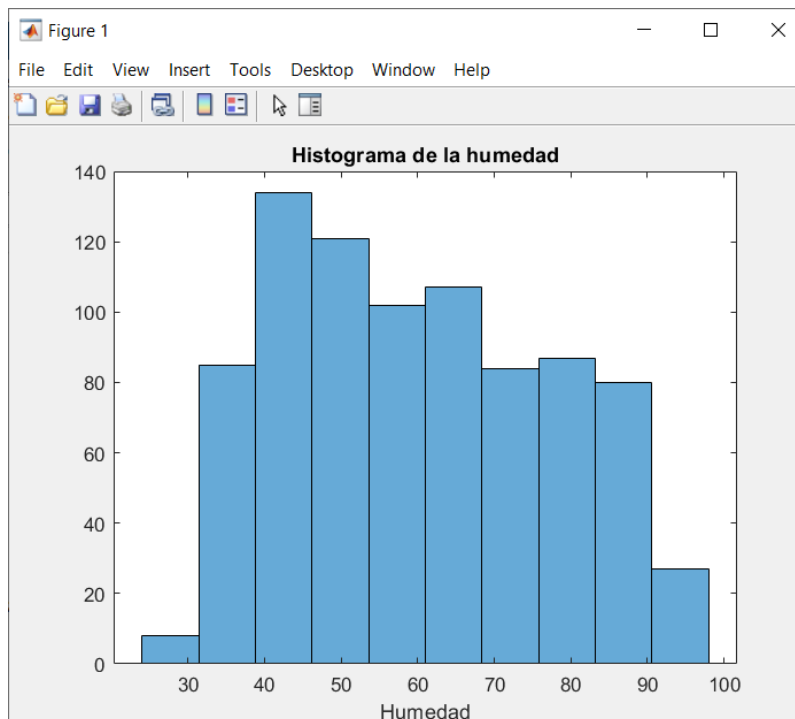 Figure 1
File Edit View Insert Tools Desktop Window Help
Histograma de la humedad
140
120
100
80
60
40
20
0
30 40 50 60 70 80 90 100
Humedad